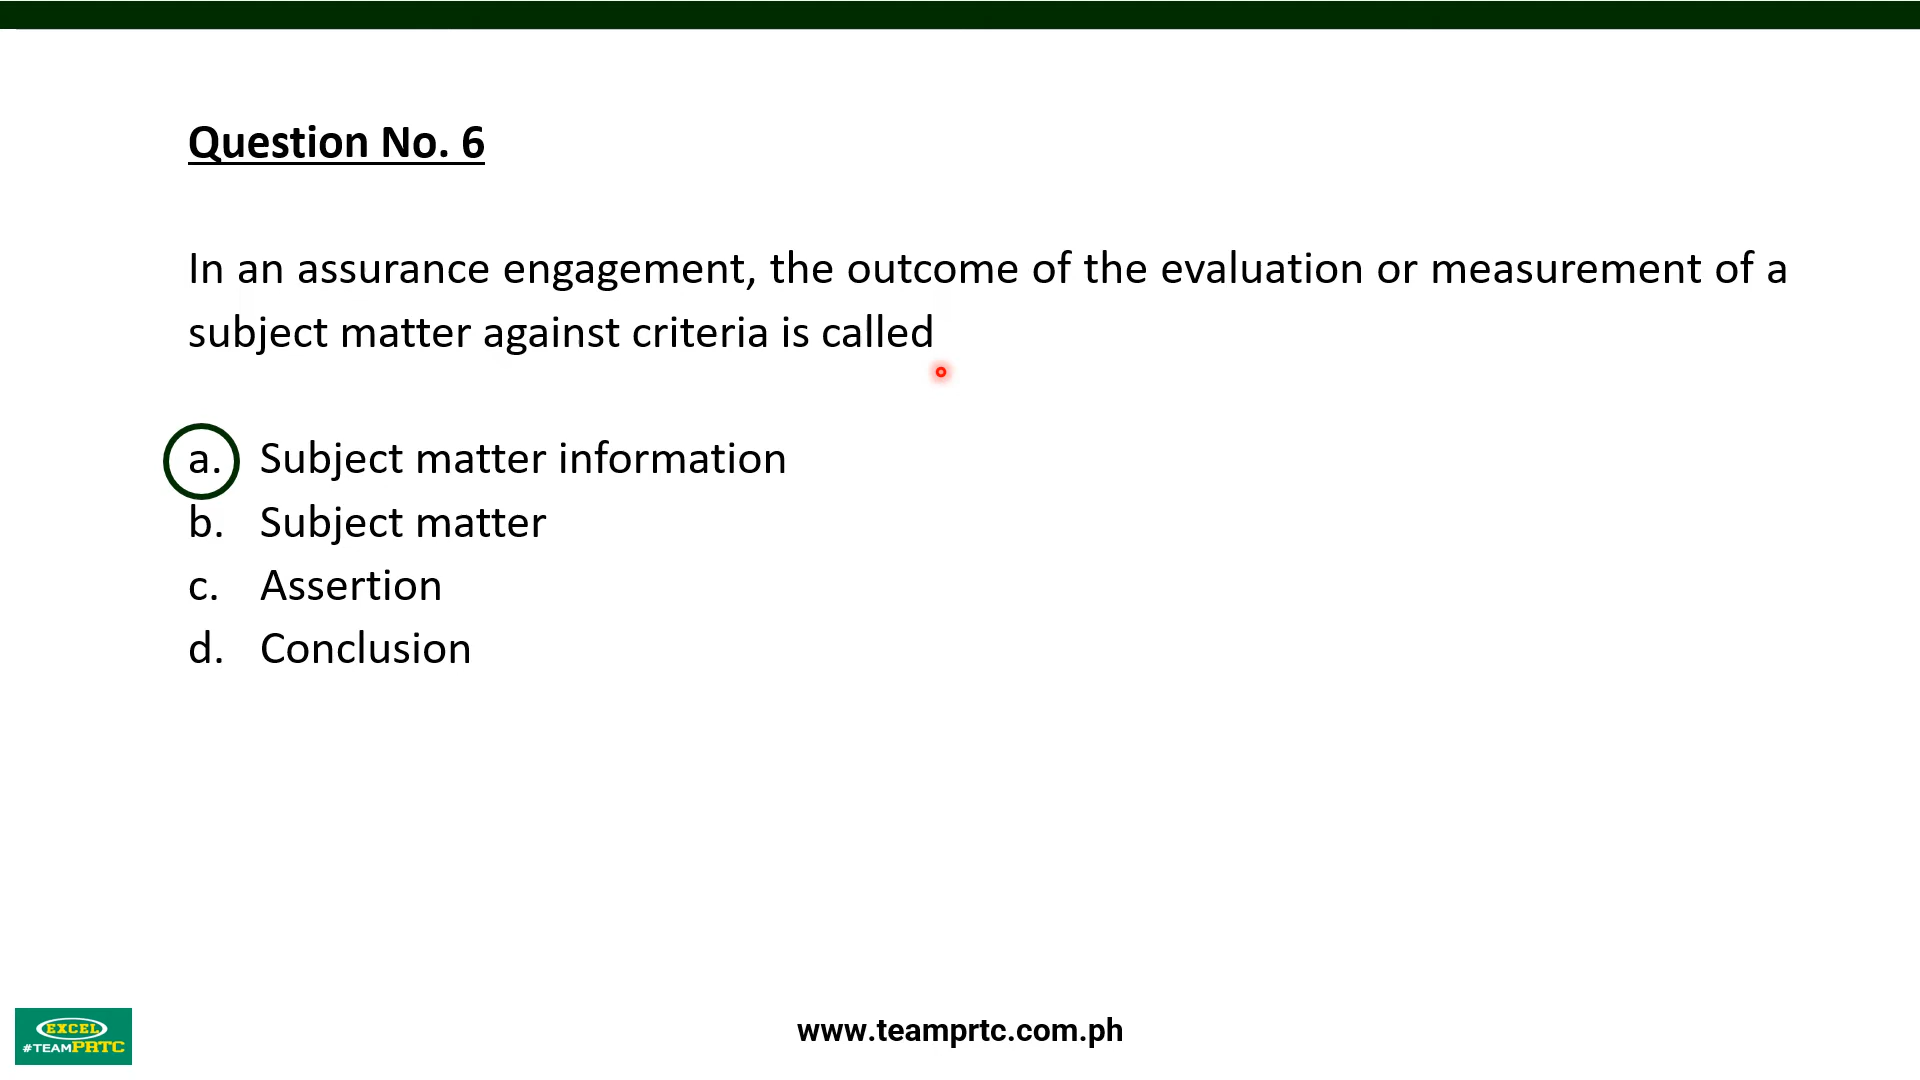 Question No. 6
In an assurance engagement, the outcome of the evaluation or measurement of a
subject matter against criteria is called
a. Subject matter information
b. Subject matter
c. Assertion
d. Conclusion
EXCEL
#TEAMPRTC
www.teamprtc.com.ph